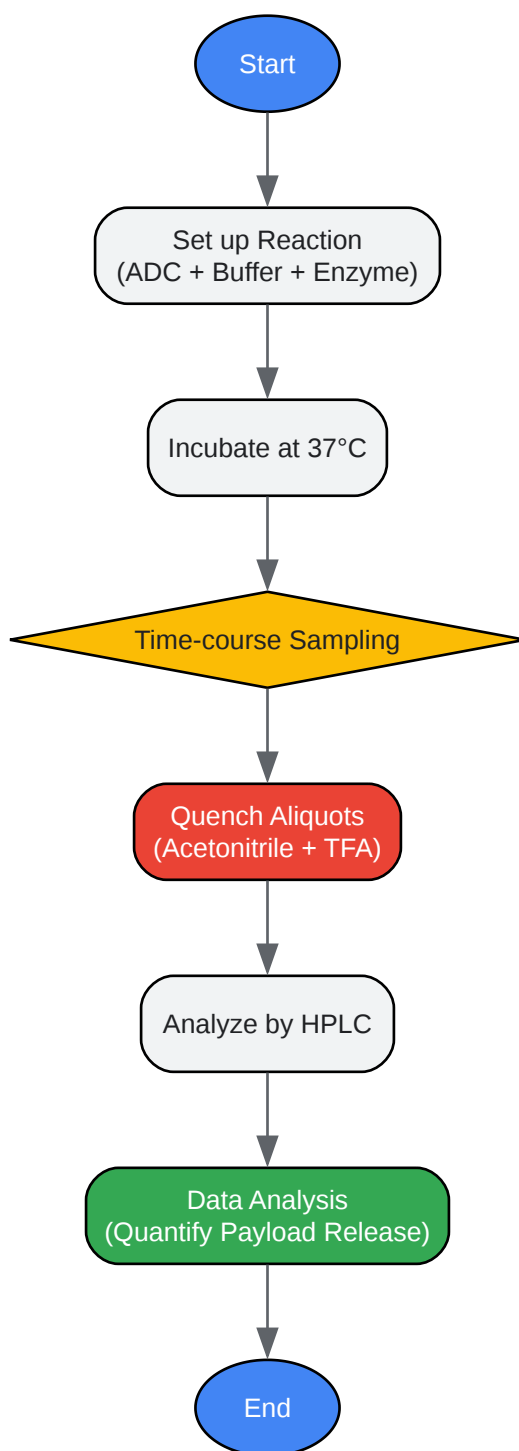 Start
Set up Reaction
(ADC + Buffer + Enzyme)
Incubate at 37°C
Time-course Sampling
Quench Aliquots
(Acetonitrile + TFA)
Analyze by HPLC
Data Analysis
(Quantify Payload Release)
End